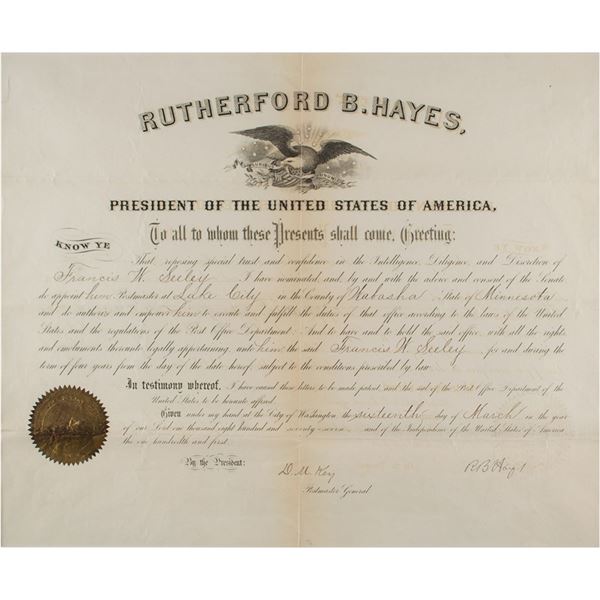 RUTHERFORD B. HAYES,
PRESIDENT OF THE UNITED STATES OF AMERICA,
To all to whom these Presents shall come, Greeting:
KNOW YE
That reposing special trust and confidence in the Intelligence, Diligence, and Discretion of
Francis W. Seeley I have nominated, and, by and with the advice and consent of the Senate
do appoint him Postmaster at Lake City, in the County of Wabasha, State of Minnesota
and do authorize and empower him to execute and fulfill the duties of that office according to the laws of the United
States and the regulations of the Post Office Department. And to have and to hold the said office, with all the rights
and emoluments thereunto legally appertaining, unto him the said Francis W. Seeley, for and during the
term of four years from the day of the date hereof, subject to the conditions prescribed by law.
In testimony whereof, I have caused these letters to be made patent, and the seal of the Post Office Department of the
United States to be hereunto affixed.
Given under my hand at the City of Washington the sixteenth day of March in the year
of our Lord one thousand eight hundred and seventy-seven and of the Independence of the United States of America
the one hundredth and first.
By the President:
D. M. Key
R B Hayes
Postmaster General